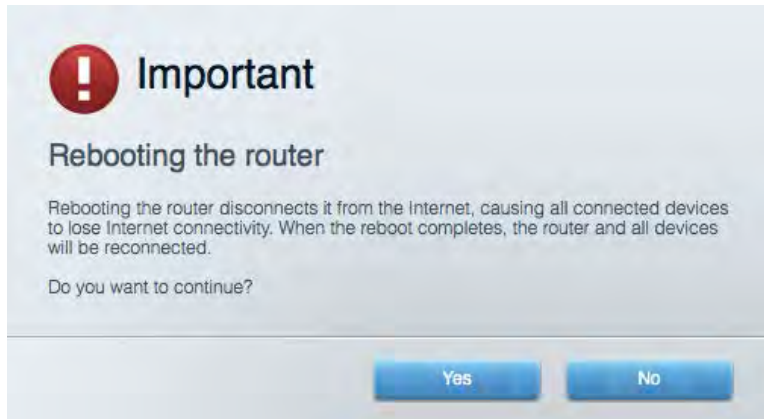 Important
Rebooting the router
Rebooting the router disconnects it from the Internet, causing all connected devices
to lose Internet connectivity. When the reboot completes, the router and all devices
will be reconnected.
Do you want to continue?
Yes
No